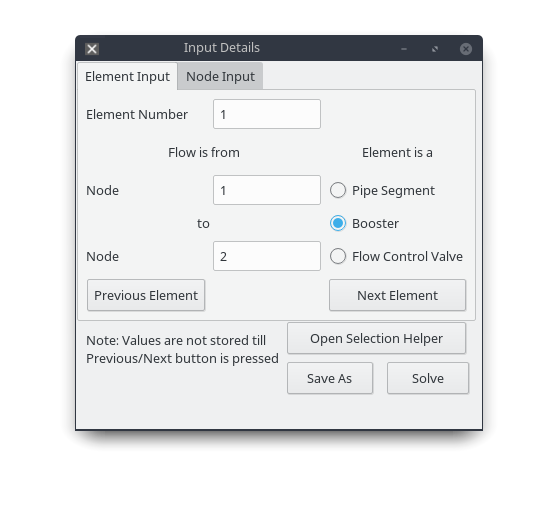 Input Details
Element Input Node Input
Element Number 1
Flow is from Element is a
Node 1 Pipe Segment
to Booster
Node 2 Flow Control Valve
Previous Element Next Element
Note: Values are not stored till
Previous/Next button is pressed
Open Selection Helper
Save As Solve